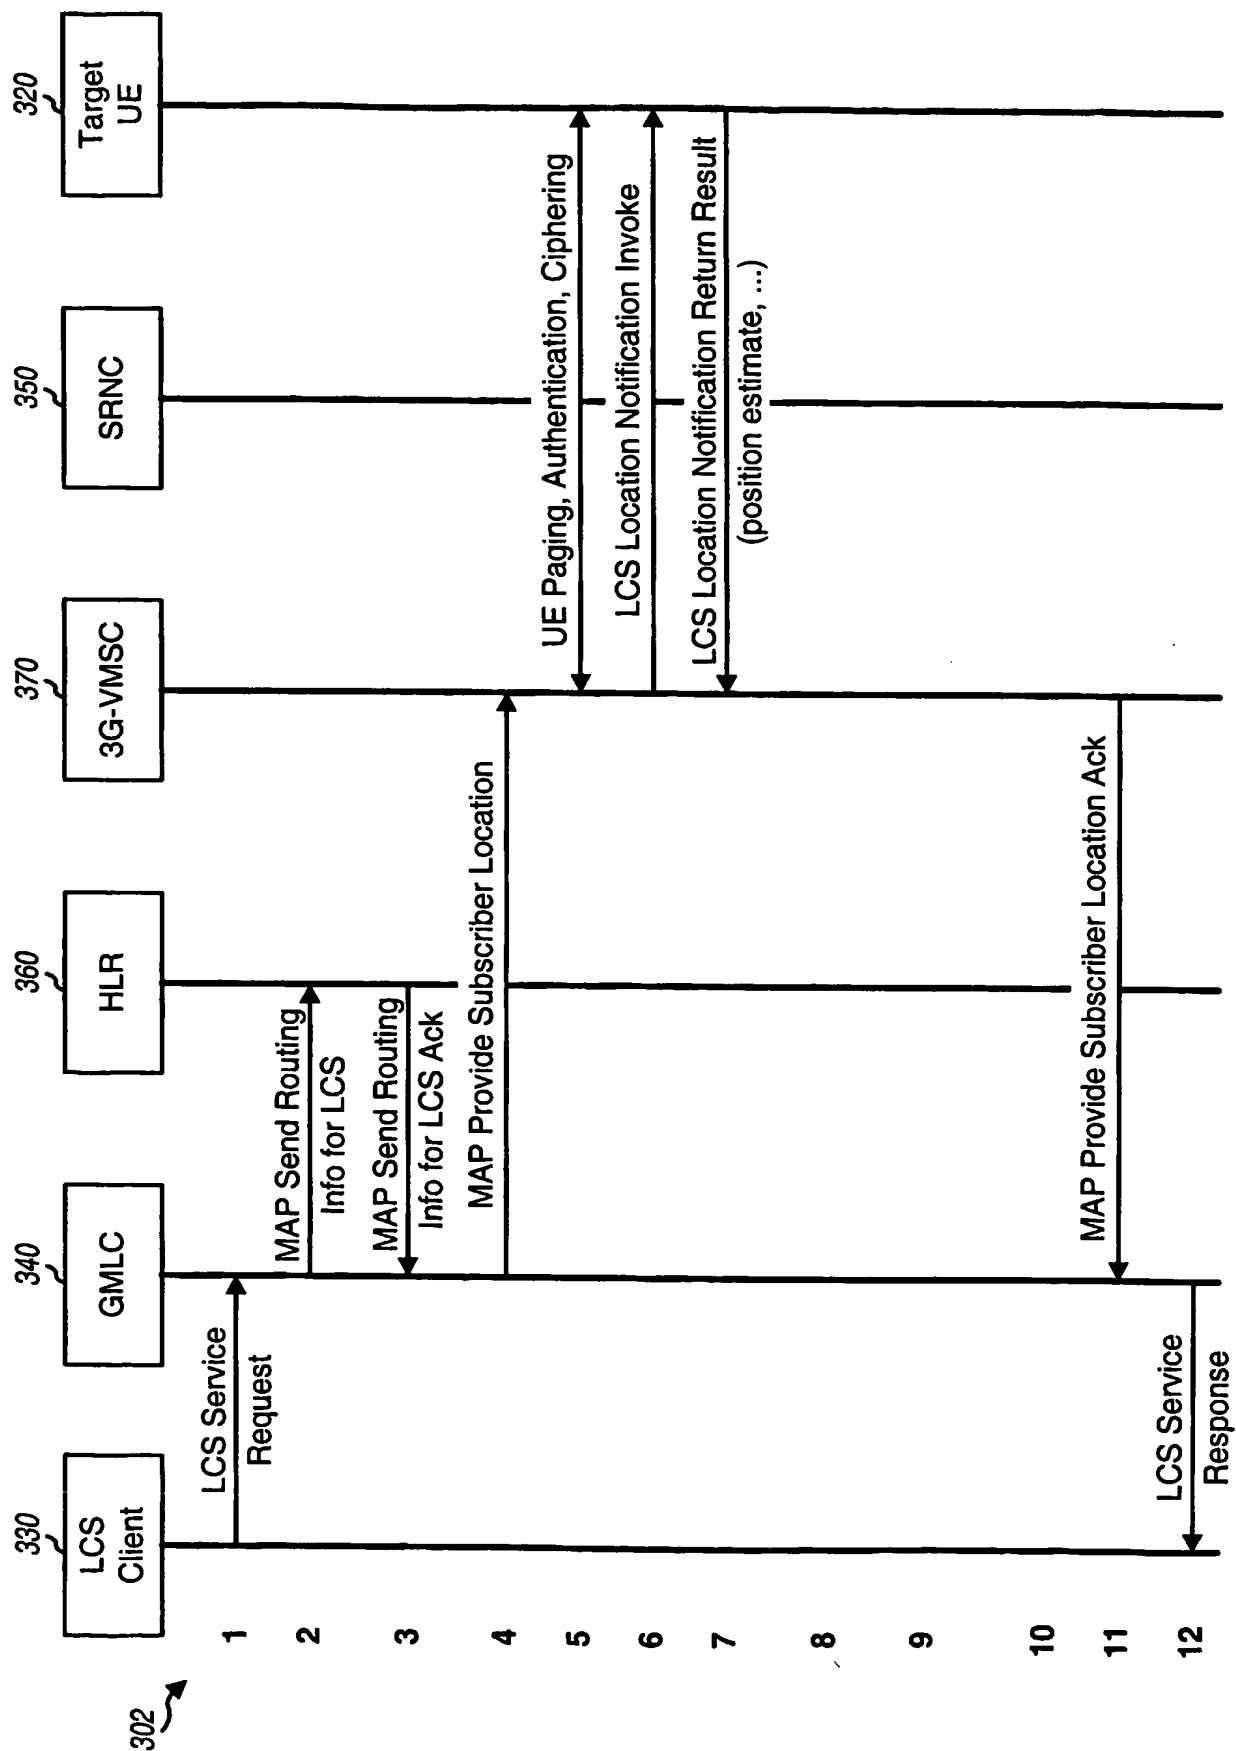 302
330
LCS
Client
340
GMLC
360
HLR
370
3G-VMSC
350
SRNC
320
Target
UE
1
LCS Service
Request
2
MAP Send Routing
Info for LCS
3
MAP Send Routing
Info for LCS Ack
4
MAP Provide Subscriber Location
5
UE Paging, Authentication, Ciphering
6
LCS Location Notification Invoke
7
LCS Location Notification Return Result
(position estimate, ...)
8
9
10
11
MAP Provide Subscriber Location Ack
12
LCS Service
Response